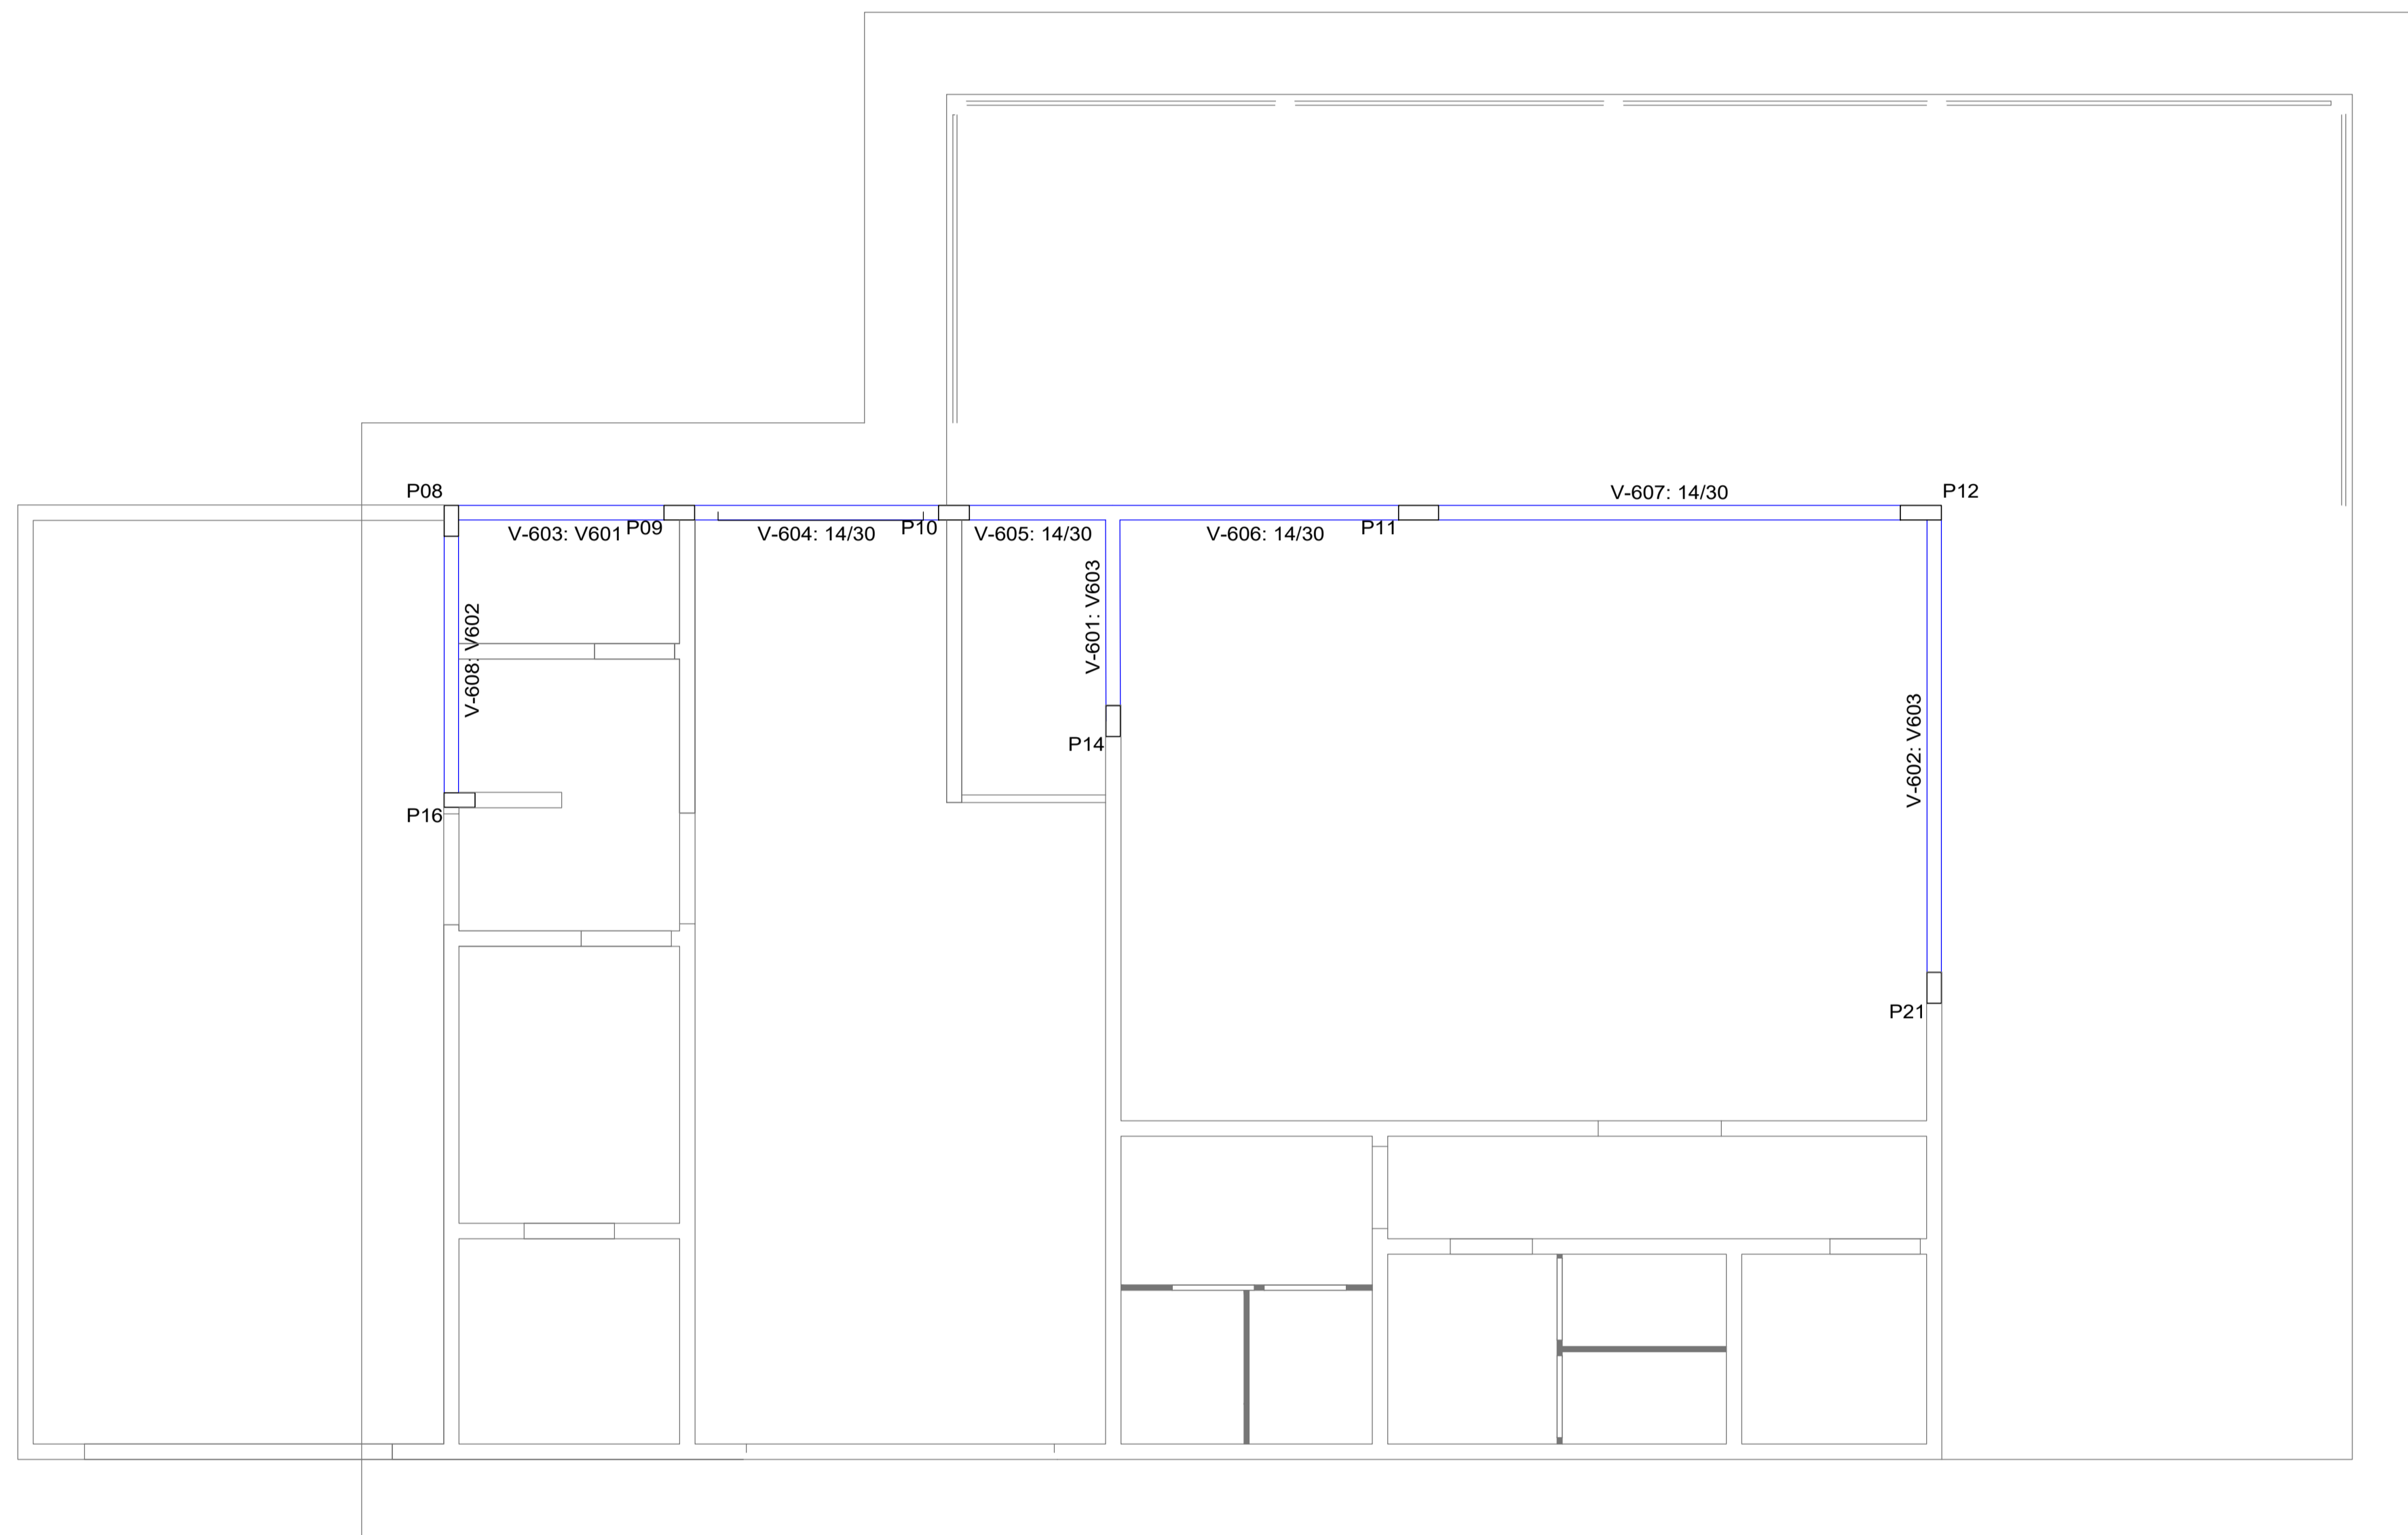 P08
V-607: 14/30
P12
V-603: V601
P09
V-604: 14/30
P10
V-605: 14/30
V-606: 14/30
P11
V-601: V603
V-608: V602
V-602: V603
P14
P16
P21